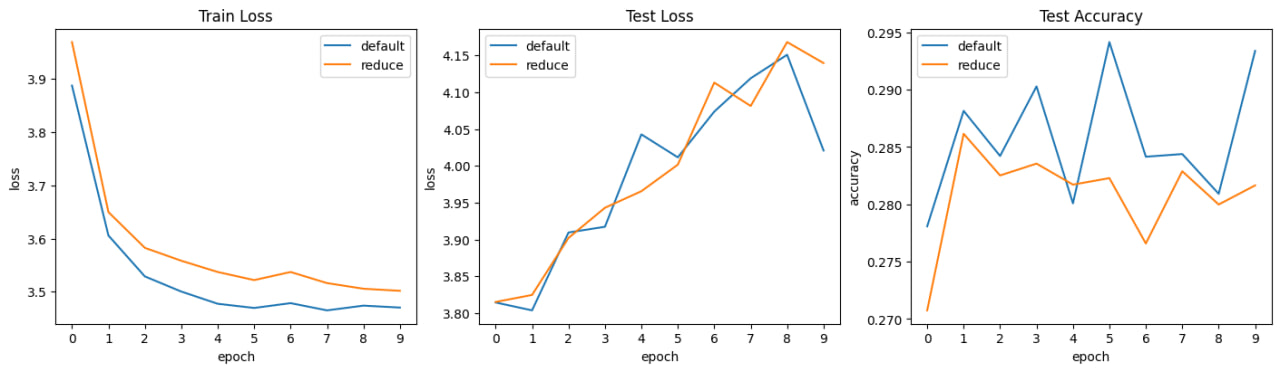 Train Loss
default
reduce
3.9
3.8
3.7
3.6
3.5
loss
0 1 2 3 4 5 6 7 8 9
epoch
Test Loss
default
reduce
4.15
4.10
4.05
4.00
3.95
3.90
3.85
3.80
loss
0 1 2 3 4 5 6 7 8 9
epoch
Test Accuracy
default
reduce
0.295
0.290
0.285
0.280
0.275
0.270
accuracy
0 1 2 3 4 5 6 7 8 9
epoch